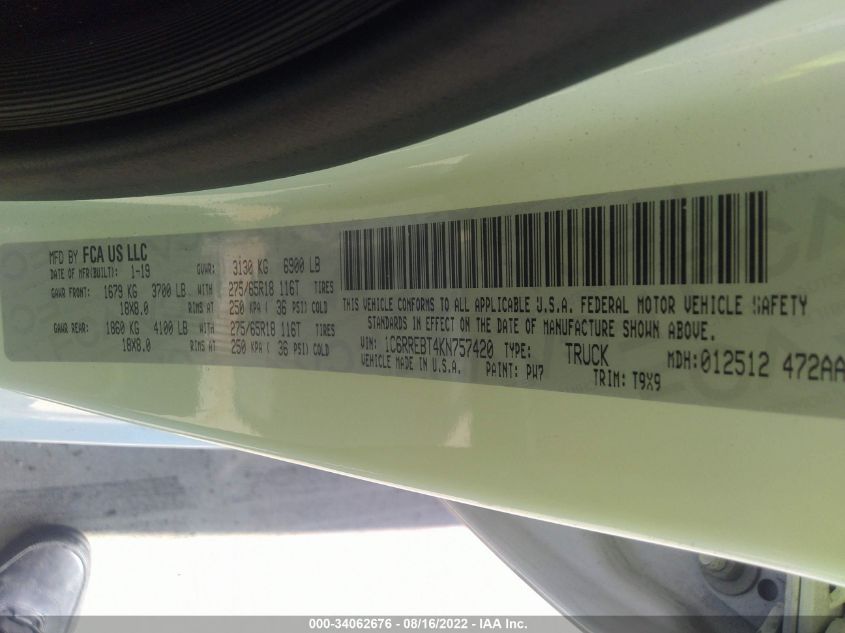 MFD BY FCA US LLC
DATE OF MFR(BUILT): 1-19
GVWR: 3130 KG 6900 LB
GAWR FRONT: 1679 KG 3700 LB WITH 275/65R18 116T TIRES
18X8.0 RIMS AT 250 KPA ( 36 PSI) COLD
GAWR REAR: 1860 KG 4100 LB WITH 275/65R18 116T TIRES
18X8.0 RIMS AT 250 KPA ( 36 PSI) COLD
THIS VEHICLE CONFORMS TO ALL APPLICABLE U.S.A. FEDERAL MOTOR VEHICLE SAFETY
STANDARDS IN EFFECT ON THE DATE OF MANUFACTURE SHOWN ABOVE.
VIN: 1C6RREBT4KN757420 TYPE: TRUCK MDH:012512 472AA
VEHICLE MADE IN U.S.A. PAINT: PW7 TRIM: T9X9
000-34062676 - 08/16/2022 - IAA Inc.